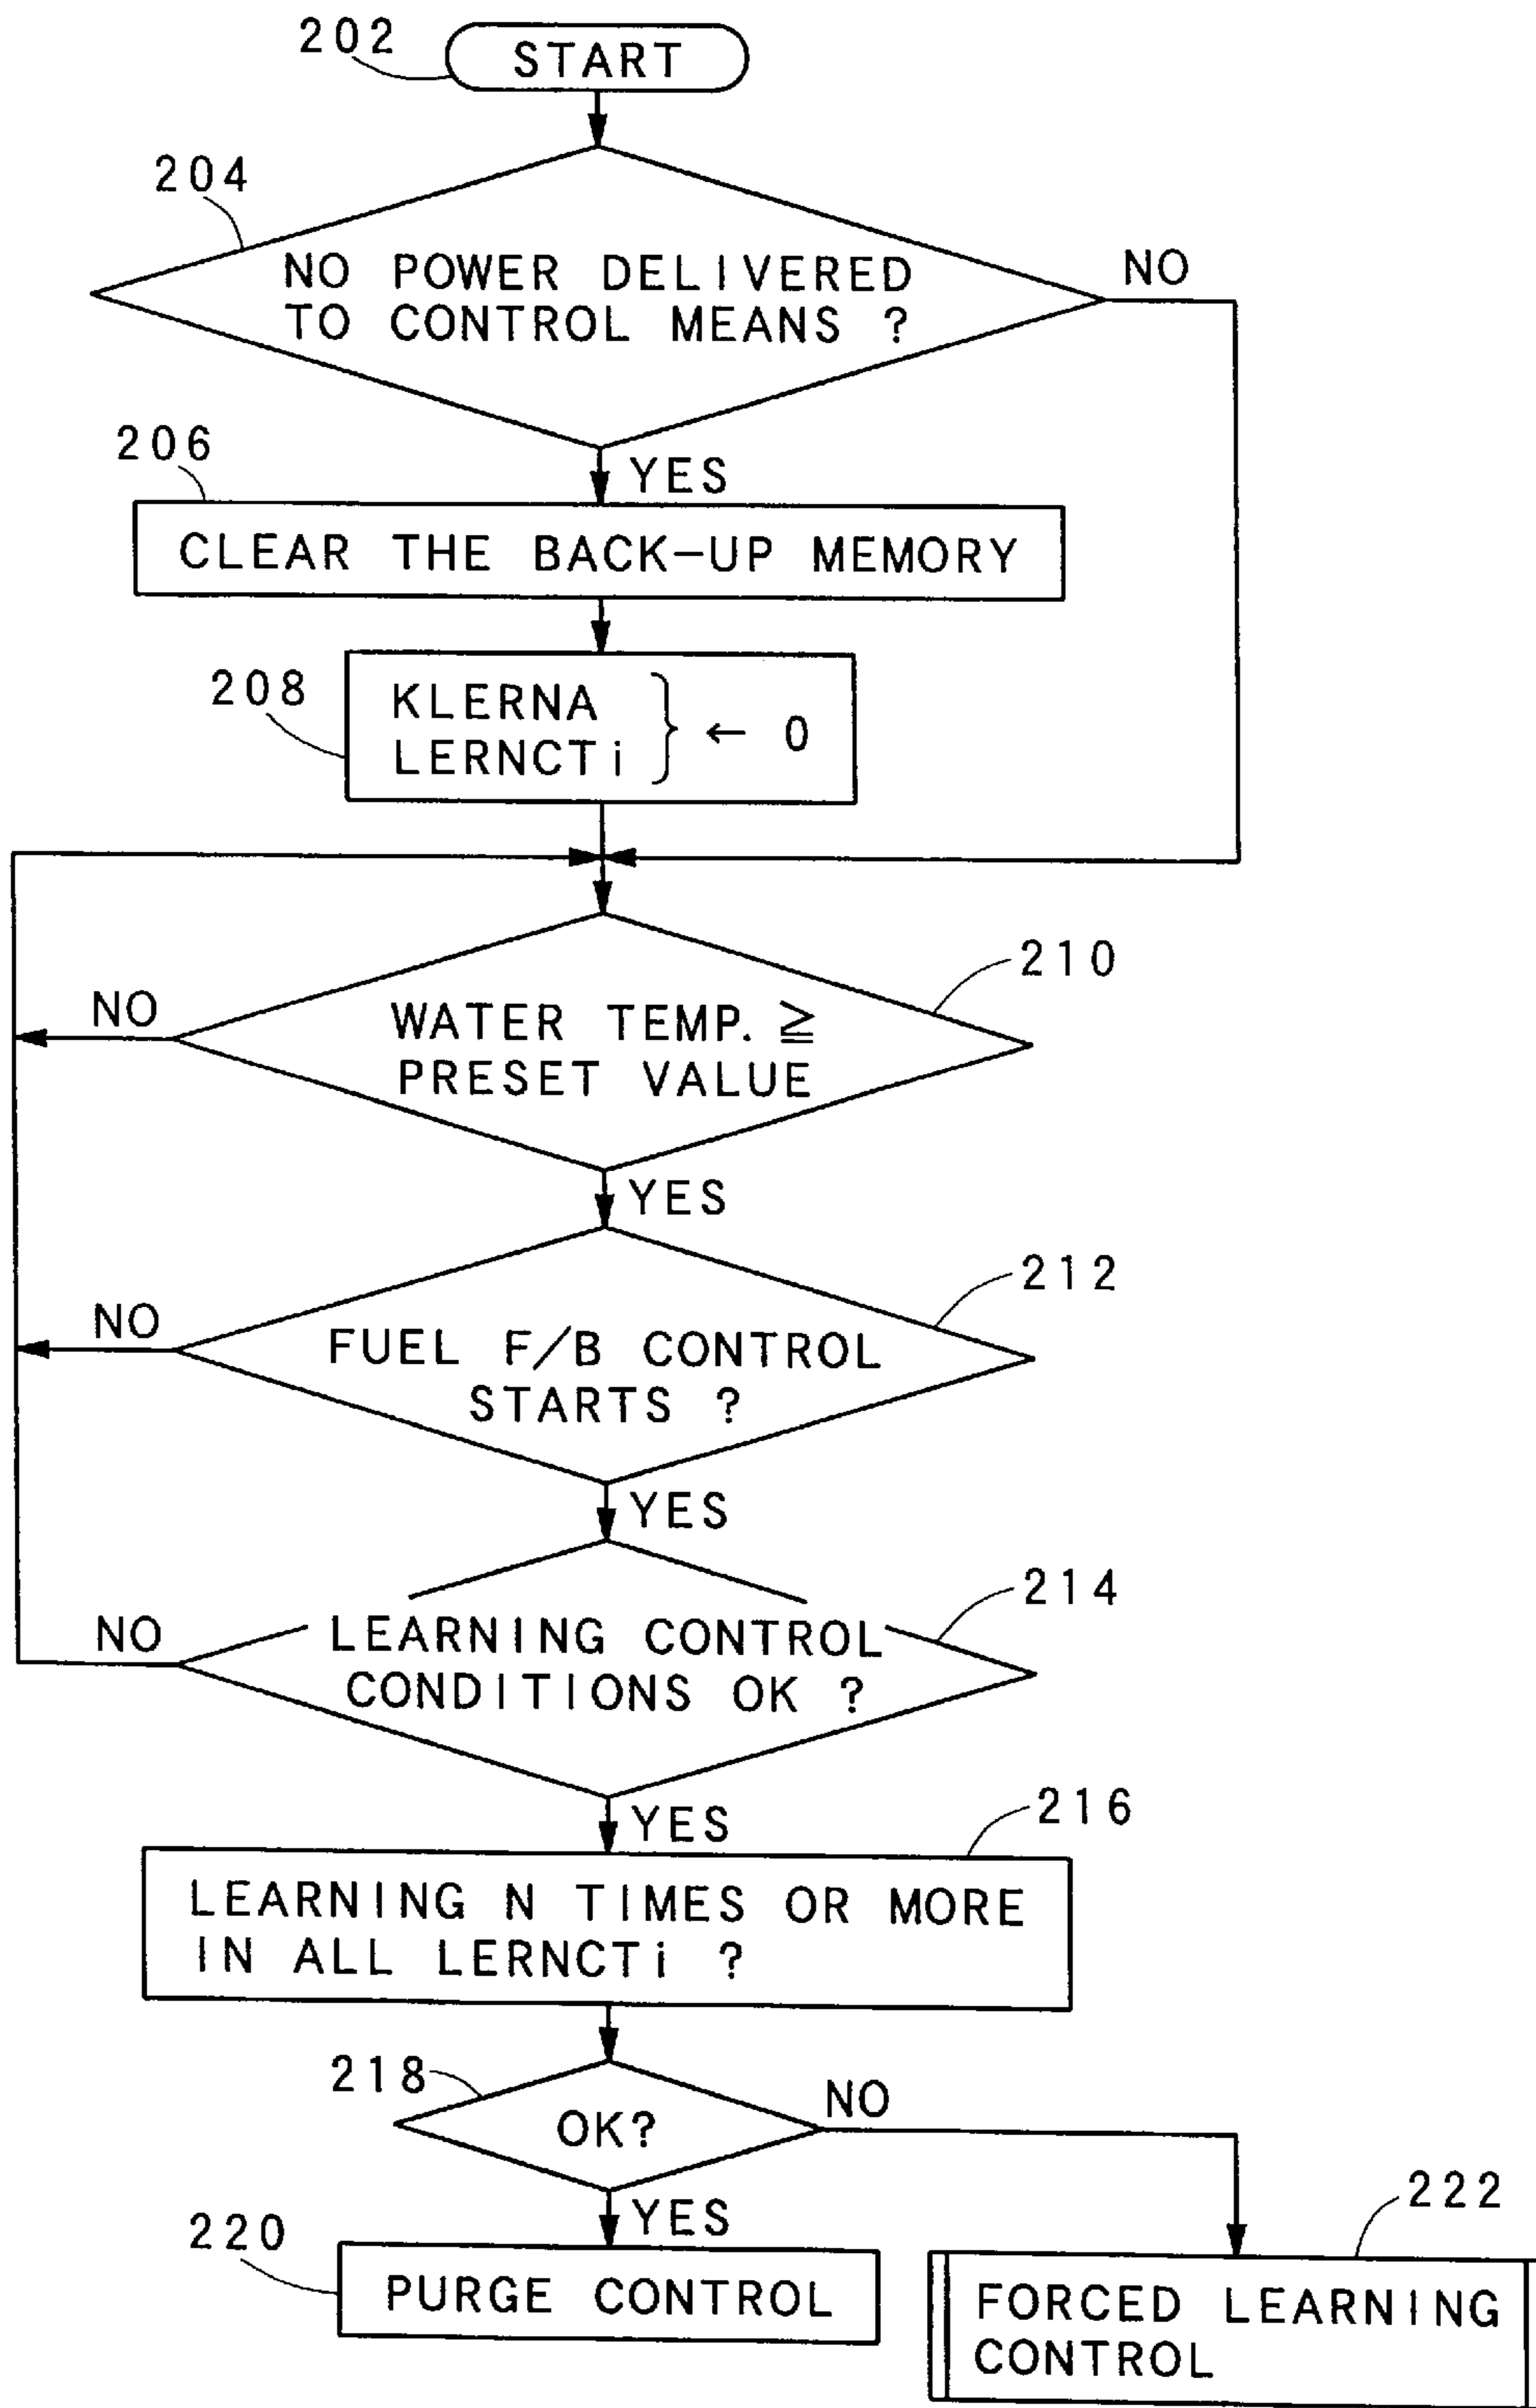 202
START
204
NO POWER DELIVERED
TO CONTROL MEANS ?
NO
206
YES
CLEAR THE BACK-UP MEMORY
208
KLERNA
LERNCTi
← 0
210
NO
WATER TEMP. ≧
PRESET VALUE
YES
212
NO
FUEL F/B CONTROL
STARTS ?
YES
214
NO
LEARNING CONTROL
CONDITIONS OK ?
YES
216
LEARNING N TIMES OR MORE
IN ALL LERNCTi ?
218
OK?
NO
YES
220
PURGE CONTROL
222
FORCED LEARNING
CONTROL